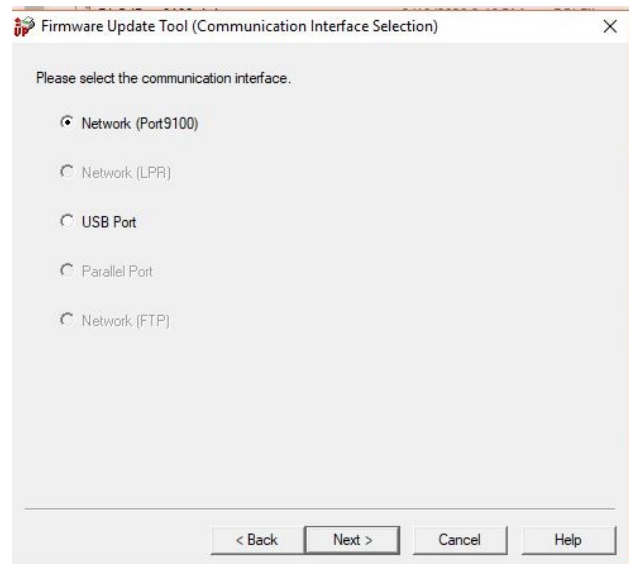 Firmware Update Tool (Communication Interface Selection)
Please select the communication interface.
Network (Port9100)
Network (LPR)
USB Port
Parallel Port
Network (FTP)
< Back Next > Cancel Help